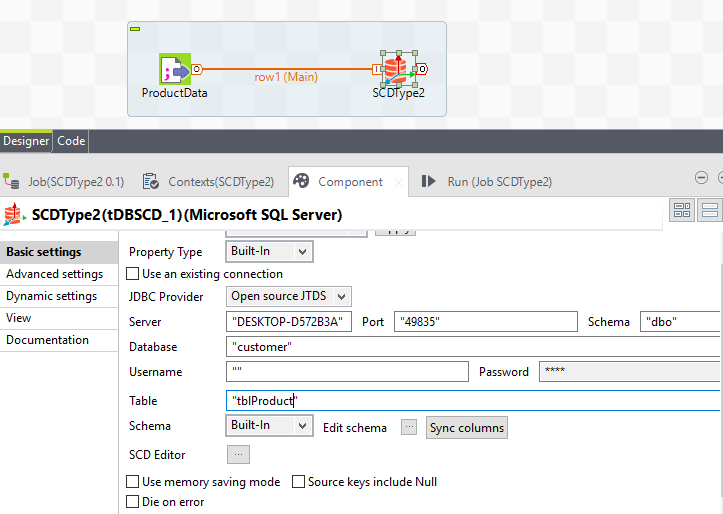 row1 (Main)
ProductData
SCDType2
Designer
Code
Job(SCDType2 0.1)
Contexts(SCDType2)
Component
Run (Job SCDType2)
SCDType2(tDBSCD_1)(Microsoft SQL Server)
Basic settings
Advanced settings
Dynamic settings
View
Documentation
Property Type Built-In
Use an existing connection
JDBC Provider Open source JTDS
Server "DESKTOP-D572B3A" Port "49835" Schema "dbo"
Database "customer"
Username "" Password ****
Table "tblProduct"
Schema Built-In Edit schema ... Sync columns
SCD Editor ...
Use memory saving mode Source keys include Null
Die on error